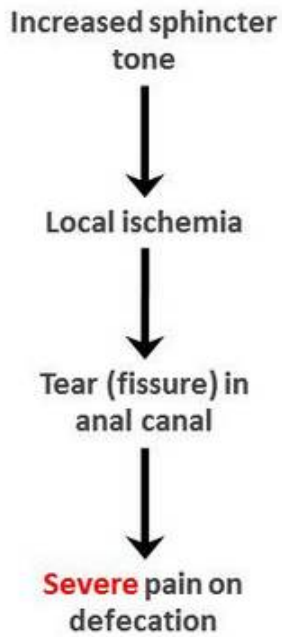 Increased sphincter
tone
Local ischemia
Tear (fissure) in
anal canal
Severe pain on
defecation